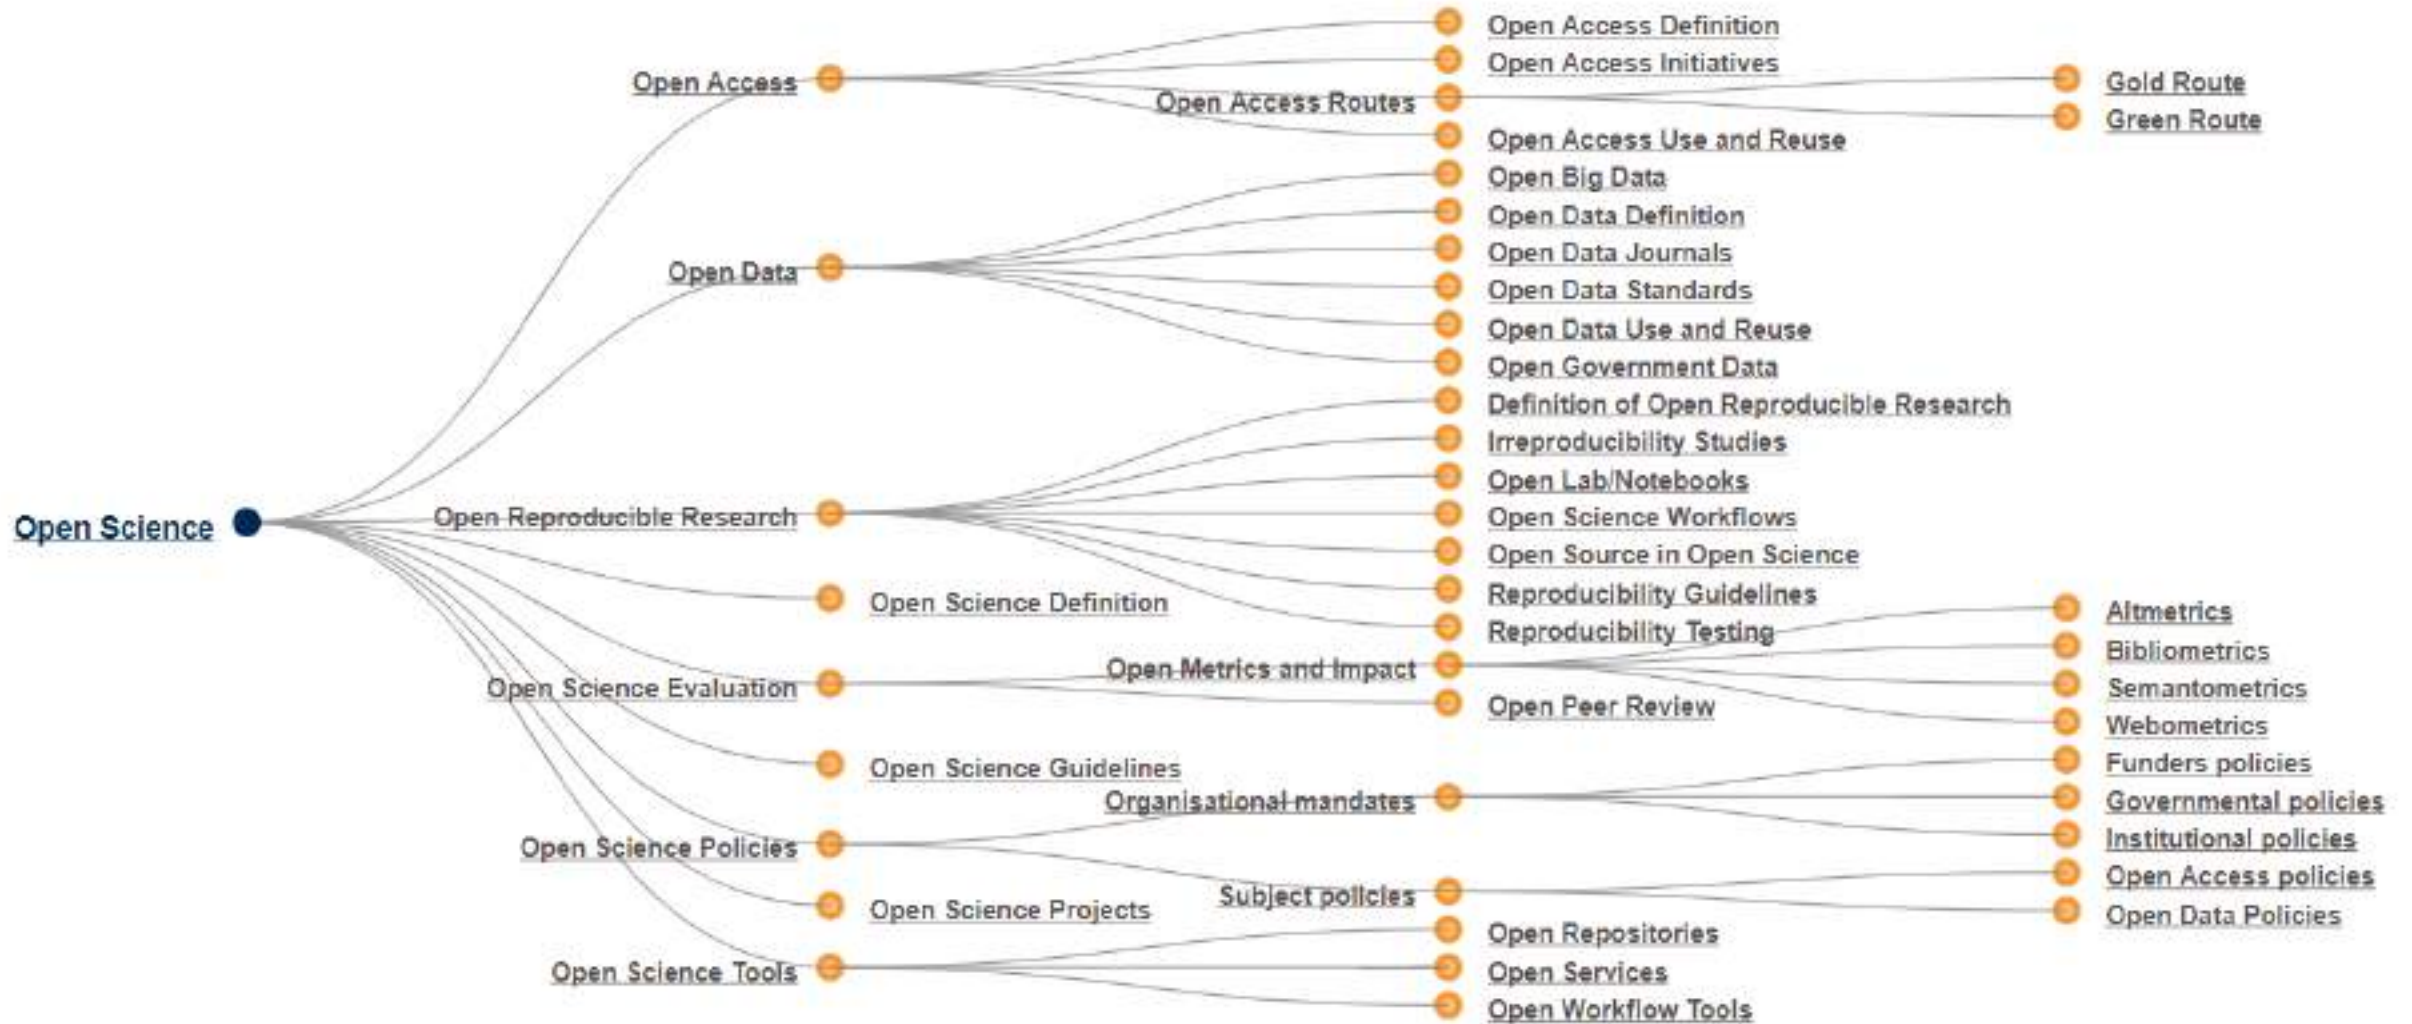 Open Science
Open Access
Open Access Definition
Open Access Initiatives
Open Access Routes
Gold Route
Green Route
Open Access Use and Reuse
Open Data
Open Big Data
Open Data Definition
Open Data Journals
Open Data Standards
Open Data Use and Reuse
Open Government Data
Open Reproducible Research
Definition of Open Reproducible Research
Irreproducibility Studies
Open Lab/Notebooks
Open Science Workflows
Open Source in Open Science
Reproducibility Guidelines
Reproducibility Testing
Open Science Definition
Open Science Evaluation
Open Metrics and Impact
Altmetrics
Bibliometrics
Semantometrics
Webometrics
Open Peer Review
Open Science Guidelines
Open Science Policies
Organisational mandates
Funders policies
Governmental policies
Institutional policies
Subject policies
Open Access policies
Open Data Policies
Open Science Projects
Open Science Tools
Open Repositories
Open Services
Open Workflow Tools